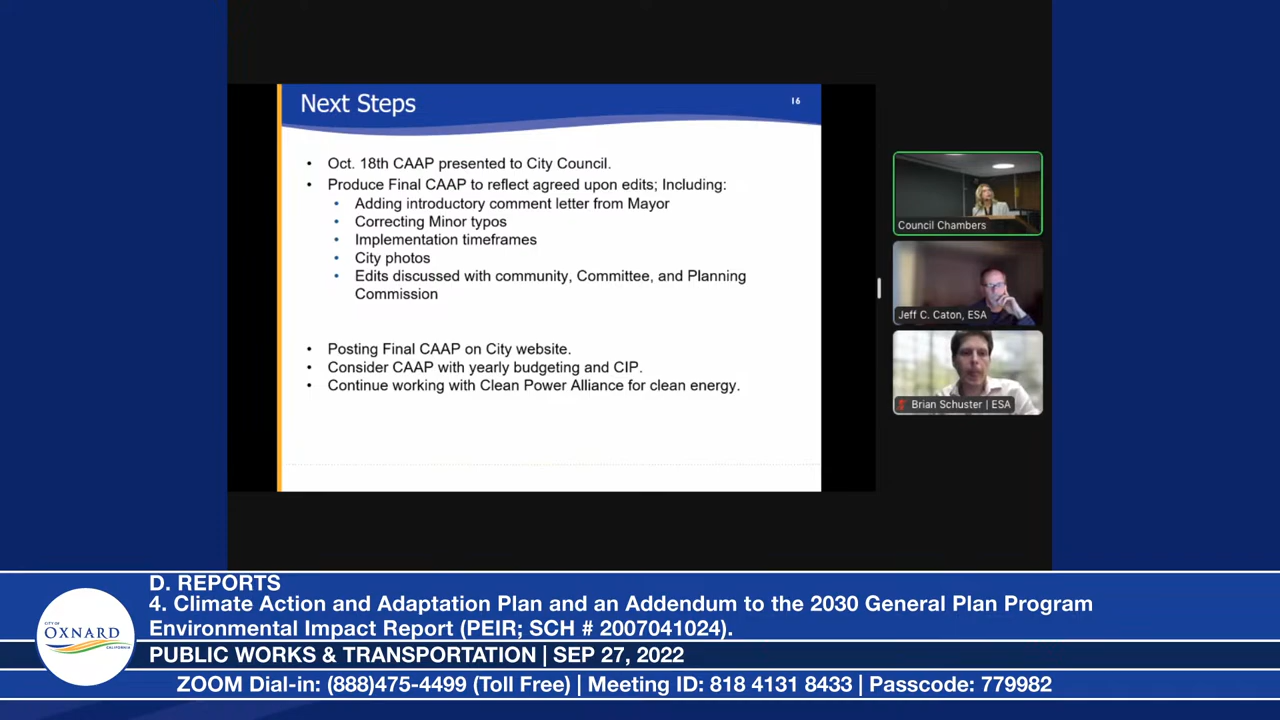 Next Steps
16
• Oct. 18th CAAP presented to City Council.
• Produce Final CAAP to reflect agreed upon edits; Including:
• Adding introductory comment letter from Mayor
• Correcting Minor typos
• Implementation timeframes
• City photos
• Edits discussed with community, Committee, and Planning
Commission
• Posting Final CAAP on City website.
• Consider CAAP with yearly budgeting and CIP.
• Continue working with Clean Power Alliance for clean energy.
Council Chambers
Jeff C. Caton, ESA
Brian Schuster | ESA
D. REPORTS
4. Climate Action and Adaptation Plan and an Addendum to the 2030 General Plan Program
Environmental Impact Report (PEIR; SCH # 2007041024).
PUBLIC WORKS & TRANSPORTATION | SEP 27, 2022
ZOOM Dial-in: (888)475-4499 (Toll Free) | Meeting ID: 818 4131 8433 | Passcode: 779982
CITY OF
OXNARD
CALIFORNIA